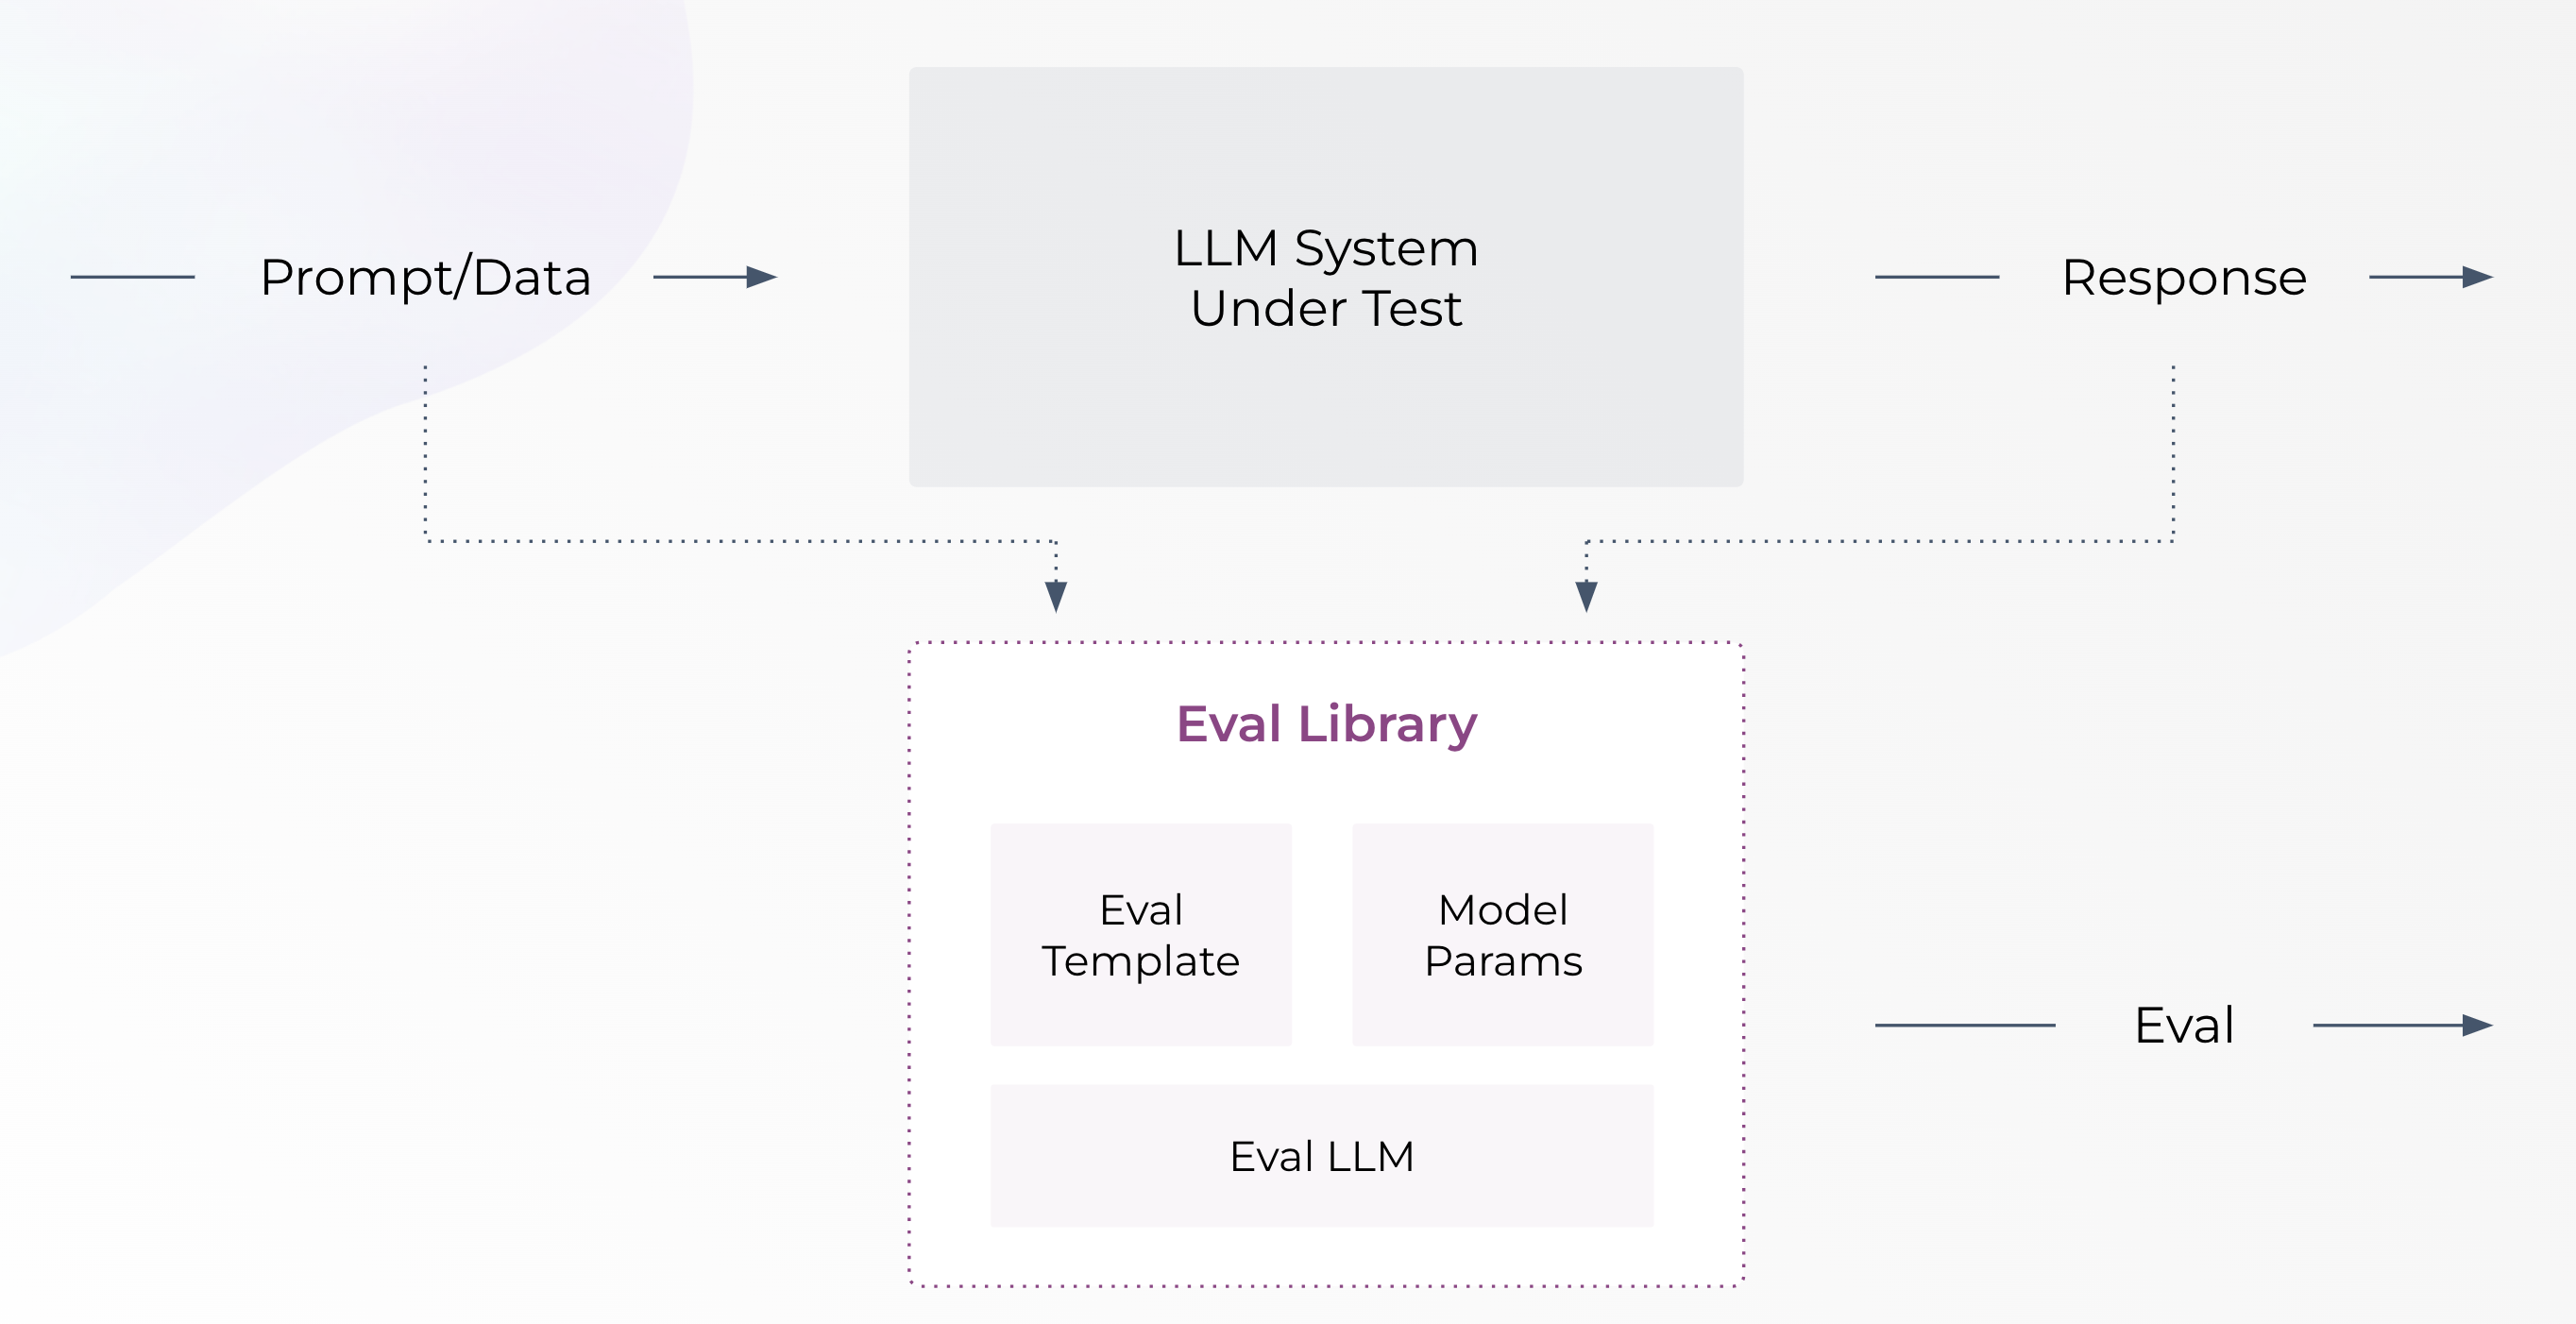 Prompt/Data
LLM System
Under Test
Response
Eval Library
Eval
Template
Model
Params
Eval LLM
Eval